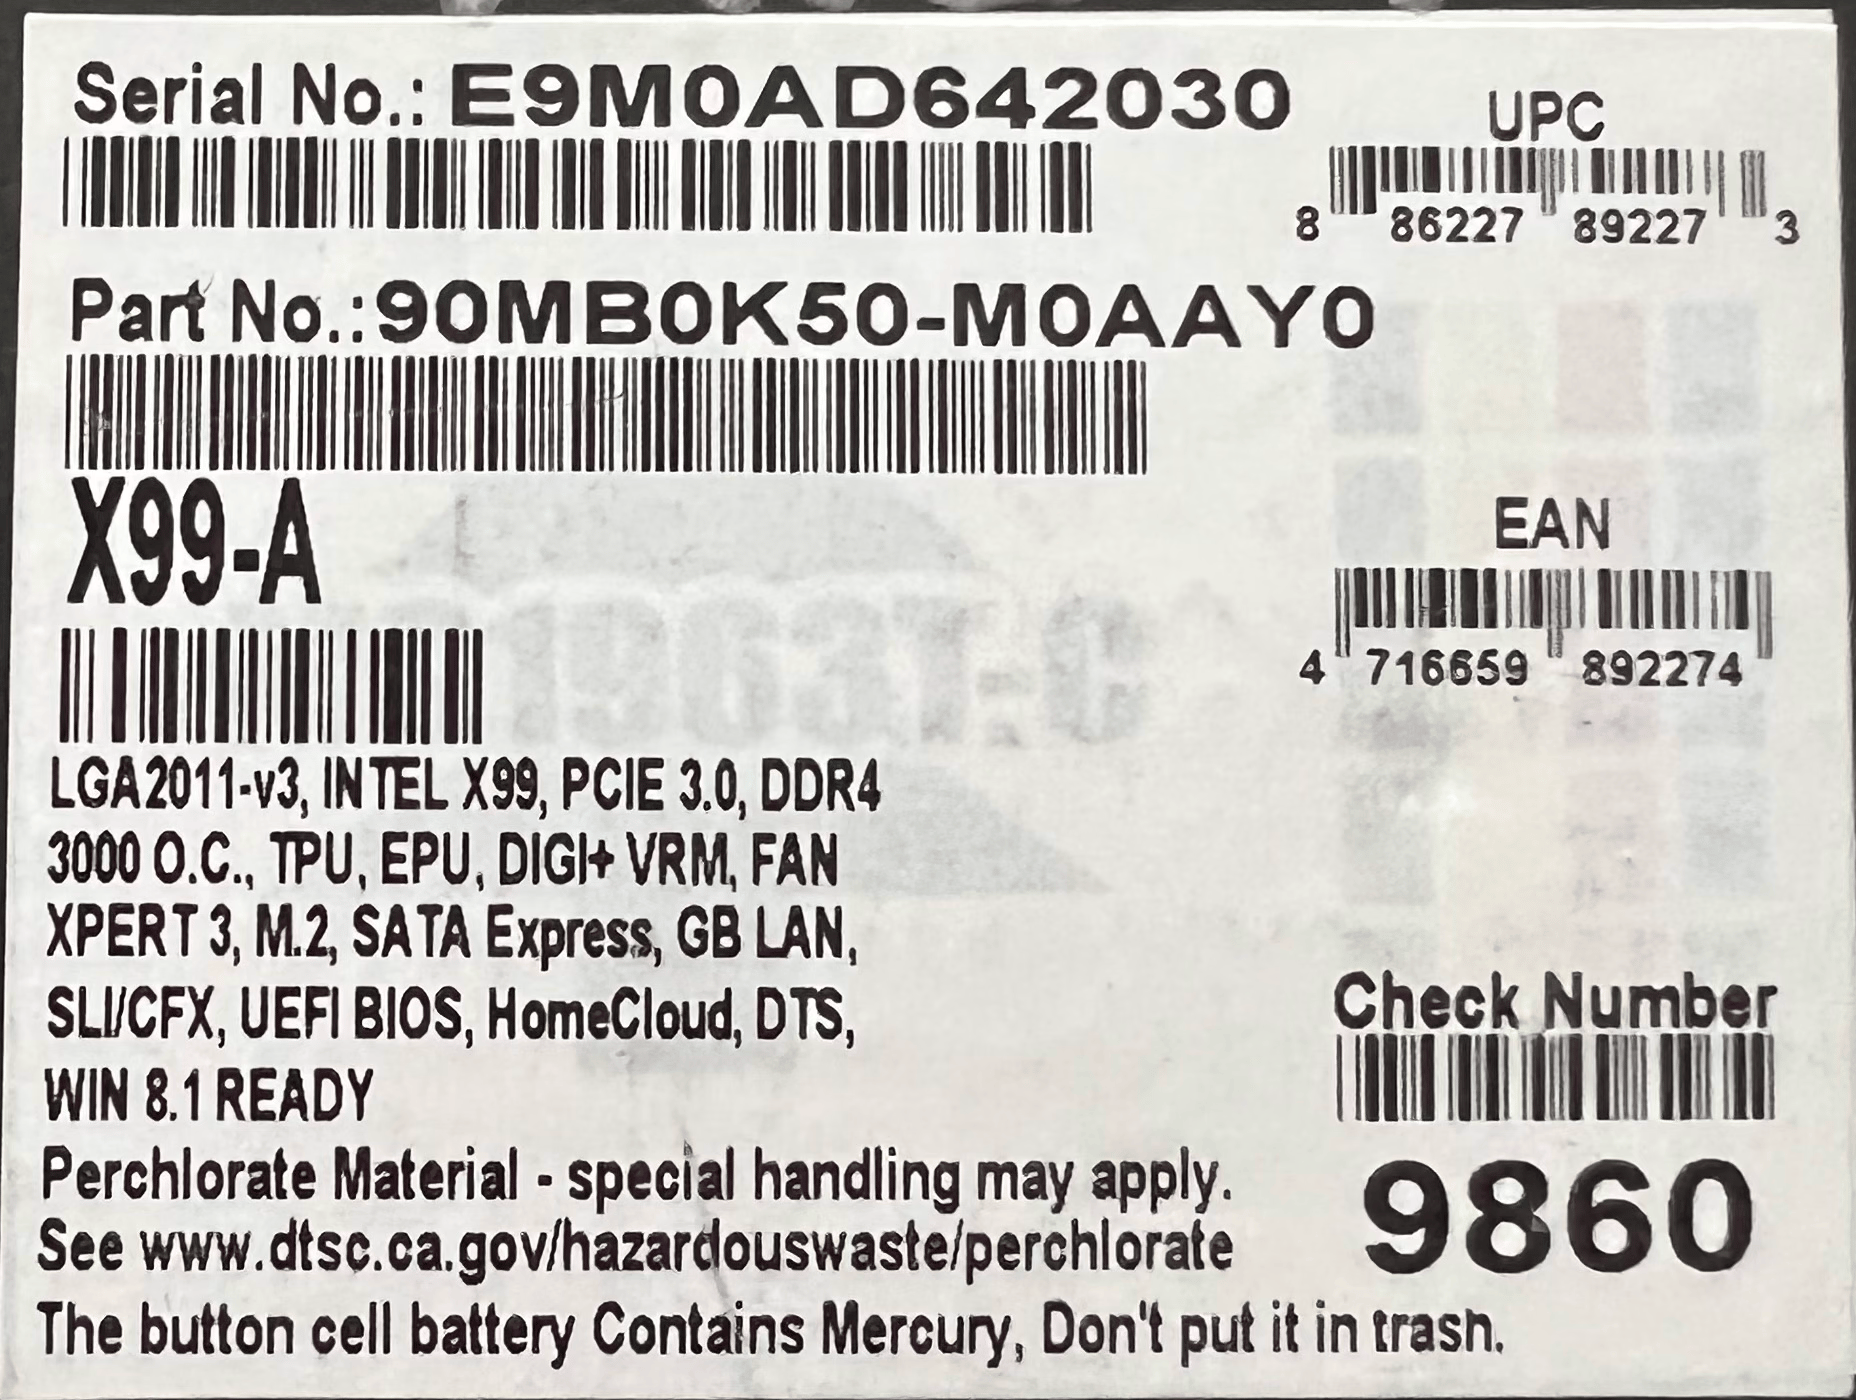 Serial No.: E9M0AD642030
UPC
8 86227 89227 3
Part No.:90MB0K50-M0AAY0
X99-A
EAN
4 716659 892274
LGA2011-v3, INTEL X99, PCIE 3.0, DDR4
3000 O.C., TPU, EPU, DIGI+ VRM, FAN
XPERT 3, M.2, SATA Express, GB LAN,
SLI/CFX, UEFI BIOS, HomeCloud, DTS,
WIN 8.1 READY
Check Number
9860
Perchlorate Material - special handling may apply.
See www.dtsc.ca.gov/hazardouswaste/perchlorate
The button cell battery Contains Mercury, Don't put it in trash.